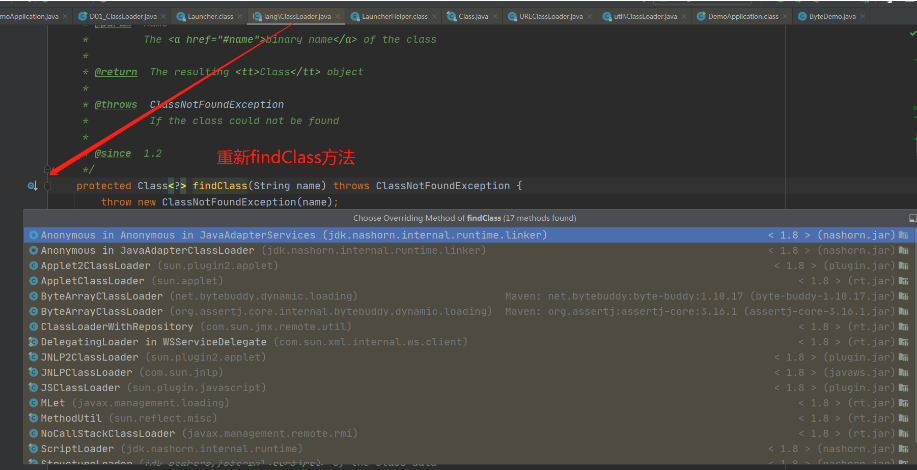 moApplication.java × D01_ClassLoader.java × Launcher.class × lang\ClassLoader.java × LauncherHelper.class × Class.java × URLClassLoader.java × util\ClassLoader.java × DemoApplication.class × ByteDemo.java ×
* The <a href="#name">binary name</a> of the class
*
* @return The resulting <tt>Class</tt> object
*
* @throws ClassNotFoundException
* If the class could not be found
*
* @since 1.2
重新findClass方法
*/
protected Class<?> findClass(String name) throws ClassNotFoundException {
throw new ClassNotFoundException(name);
Choose Overriding Method of findClass (17 methods found)
Anonymous in Anonymous in JavaAdapterServices (jdk.nashorn.internal.runtime.linker) < 1.8 > (nashorn.jar)
Anonymous in JavaAdapterClassLoader (jdk.nashorn.internal.runtime.linker) < 1.8 > (nashorn.jar)
Applet2ClassLoader (sun.plugin2.applet) < 1.8 > (plugin.jar)
AppletClassLoader (sun.applet) < 1.8 > (rt.jar)
ByteArrayClassLoader (net.bytebuddy.dynamic.loading) Maven: net.bytebuddy:byte-buddy:1.10.17 (byte-buddy-1.10.17.jar)
ByteArrayClassLoader (org.assertj.core.internal.bytebuddy.dynamic.loading) Maven: org.assertj:assertj-core:3.16.1 (assertj-core-3.16.1.jar)
ClassLoaderWithRepository (com.sun.jmx.remote.util) < 1.8 > (rt.jar)
DelegatingLoader in WSServiceDelegate (com.sun.xml.internal.ws.client) < 1.8 > (rt.jar)
JNLP2ClassLoader (sun.plugin2.applet) < 1.8 > (plugin.jar)
JNLPClassLoader (com.sun.jnlp) < 1.8 > (javaws.jar)
JSClassLoader (sun.plugin.javascript) < 1.8 > (plugin.jar)
MLet (javax.management.loading) < 1.8 > (rt.jar)
MethodUtil (sun.reflect.misc) < 1.8 > (rt.jar)
NoCallStackClassLoader (javax.management.remote.rmi) < 1.8 > (rt.jar)
ScriptLoader (jdk.nashorn.internal.runtime) < 1.8 > (nashorn.jar)
StructureLoader